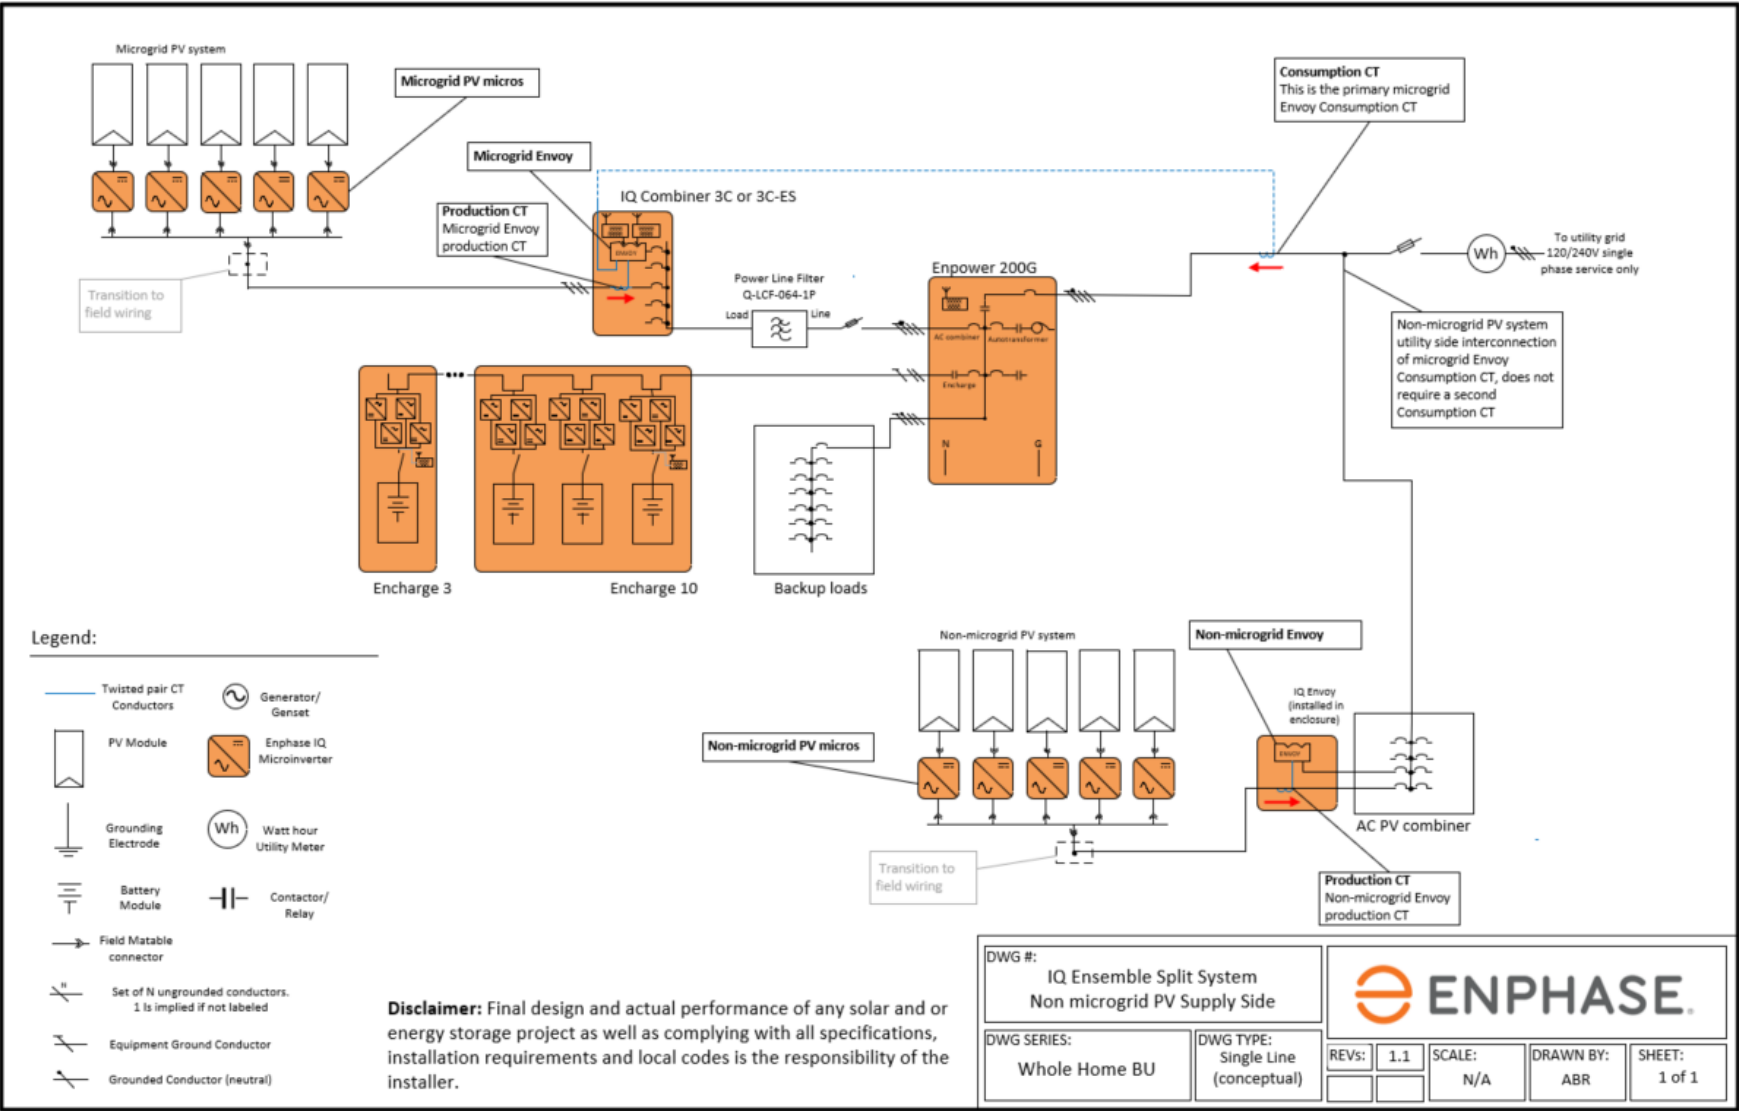 Microgrid PV system
Microgrid PV micros
Microgrid Envoy
Production CT
Microgrid Envoy
production CT
IQ Combiner 3C or 3C-ES
ENVOY
Transition to
field wiring
Power Line Filter
Q-LCF-064-1P
Load
Line
Enpower 200G
AC combiner
Autotransformer
Encharge
N
G
Consumption CT
This is the primary microgrid
Envoy Consumption CT
Wh
To utility grid
120/240V single
phase service only
Non-microgrid PV system
utility side interconnection
of microgrid Envoy
Consumption CT, does not
require a second
Consumption CT
Encharge 3
Encharge 10
Backup loads
Legend:
Twisted pair CT
Conductors
Generator/
Genset
PV Module
Enphase IQ
Microinverter
Grounding
Electrode
Wh
Watt hour
Utility Meter
Battery
Module
Contactor/
Relay
Field Matable
connector
N
Set of N ungrounded conductors.
1 Is implied if not labeled
Equipment Ground Conductor
Grounded Conductor (neutral)
Non-microgrid PV system
Non-microgrid Envoy
IQ Envoy
(installed in
enclosure)
ENVOY
Non-microgrid PV micros
AC PV combiner
Transition to
field wiring
Production CT
Non-microgrid Envoy
production CT
Disclaimer: Final design and actual performance of any solar and or
energy storage project as well as complying with all specifications,
installation requirements and local codes is the responsibility of the
installer.
DWG #:
IQ Ensemble Split System
Non microgrid PV Supply Side
DWG SERIES:
Whole Home BU
DWG TYPE:
Single Line
(conceptual)
ENPHASE.
REVs:
1.1
SCALE:
N/A
DRAWN BY:
ABR
SHEET:
1 of 1